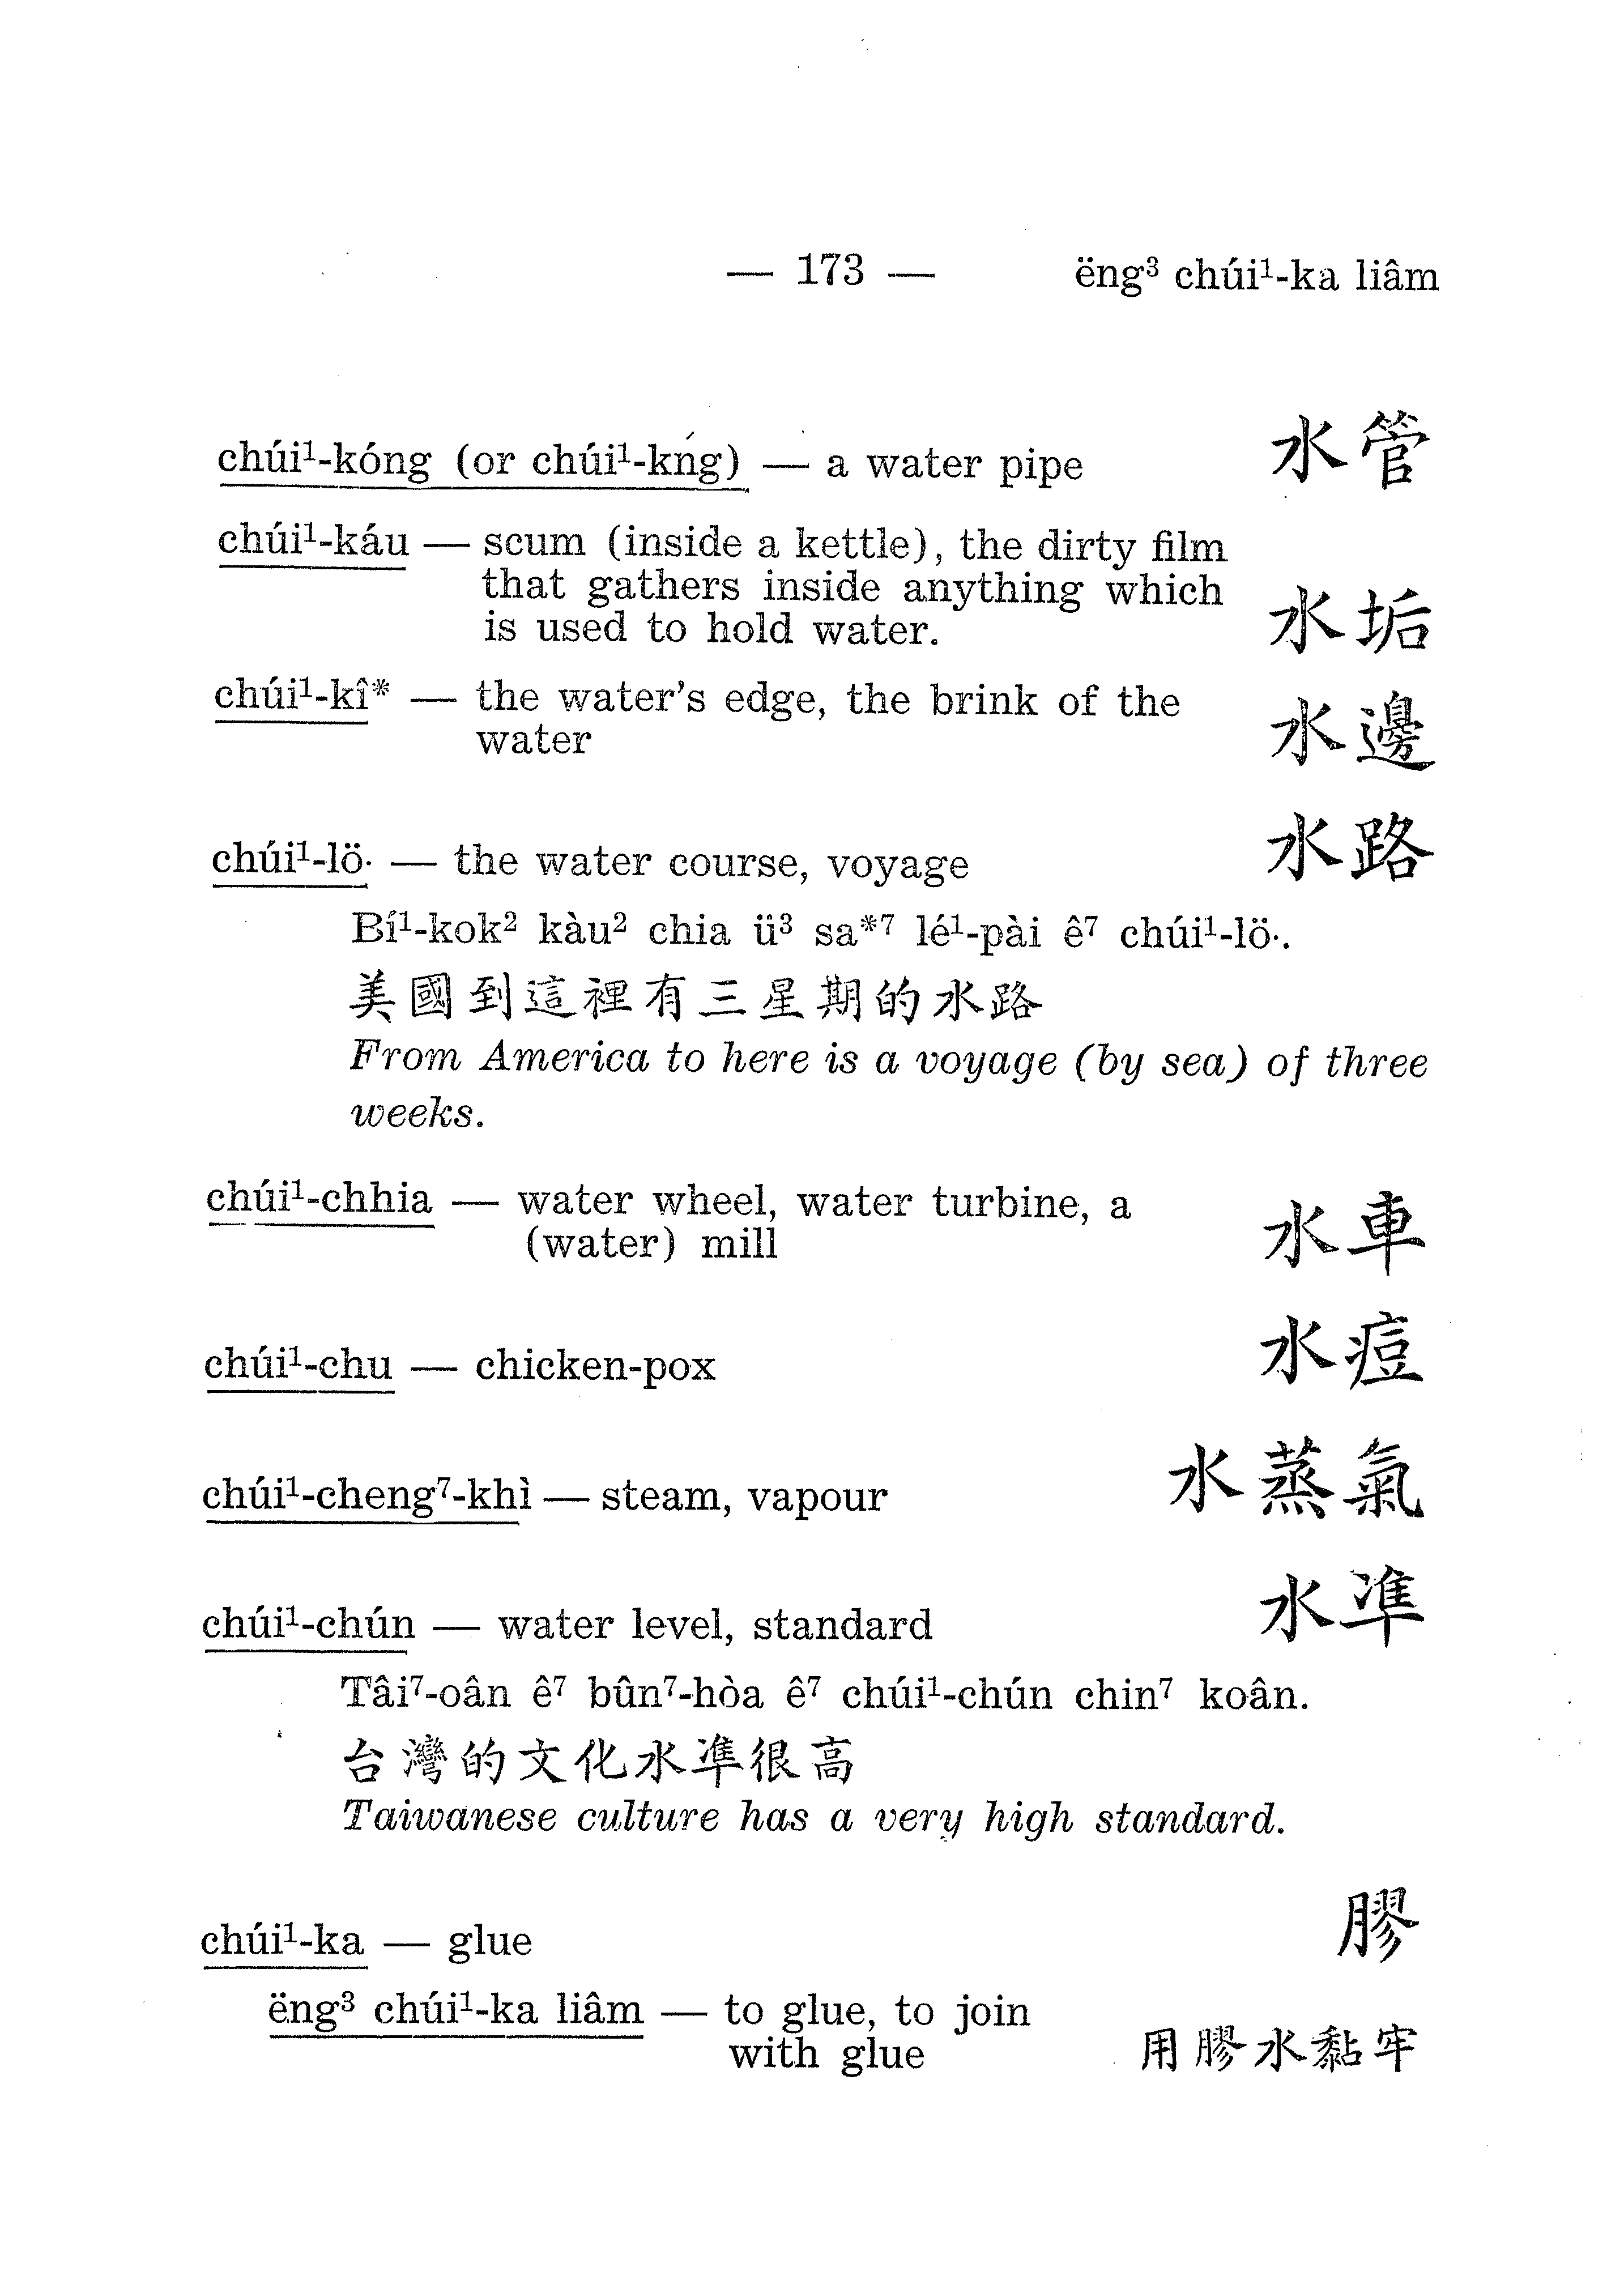 — 173 — ëng³ chúi¹-ka liâm
chúi¹-kóng (or chúi¹-kńg) — a water pipe 水管
chúi¹-káu — scum (inside a kettle), the dirty film
that gathers inside anything which
is used to hold water. 水垢
chúi¹-kî* — the water's edge, the brink of the
water 水邊
chúi¹-lö· — the water course, voyage 水路
Bí¹-kok² kàu² chia ü³ sa*⁷ lé¹-pài ê⁷ chúi¹-lö·.
美國到這裡有三星期的水路
From America to here is a voyage (by sea) of three
weeks.
chúi¹-chhia — water wheel, water turbine, a
(water) mill 水車
chúi¹-chu — chicken-pox 水痘
chúi¹-cheng⁷-khì — steam, vapour 水蒸氣
chúi¹-chún — water level, standard 水準
Tâi⁷-oân ê⁷ bûn⁷-hòa ê⁷ chúi¹-chún chin⁷ koân.
台灣的文化水準很高
Taiwanese culture has a very high standard.
chúi¹-ka — glue 膠
ëng³ chúi¹-ka liâm — to glue, to join
with glue 用膠水黏牢